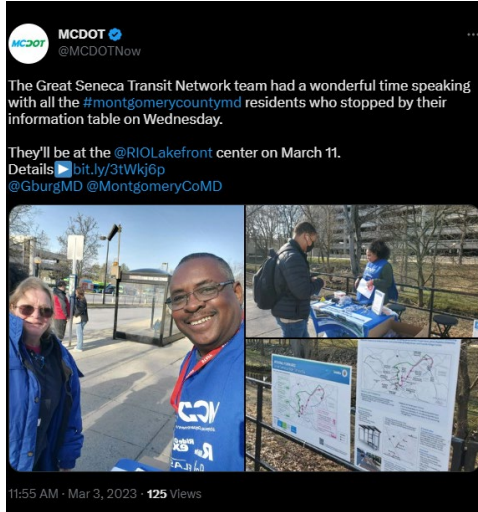 MCDOT
MCDOT
@MCDOTNow
The Great Seneca Transit Network team had a wonderful time speaking
with all the #montgomerycountymd residents who stopped by their
information table on Wednesday.
They'll be at the @RIOLakefront center on March 11.
Details▶bit.ly/3tWkj6p
@GburgMD @MontgomeryCoMD
11:55 AM · Mar 3, 2023 · 125 Views